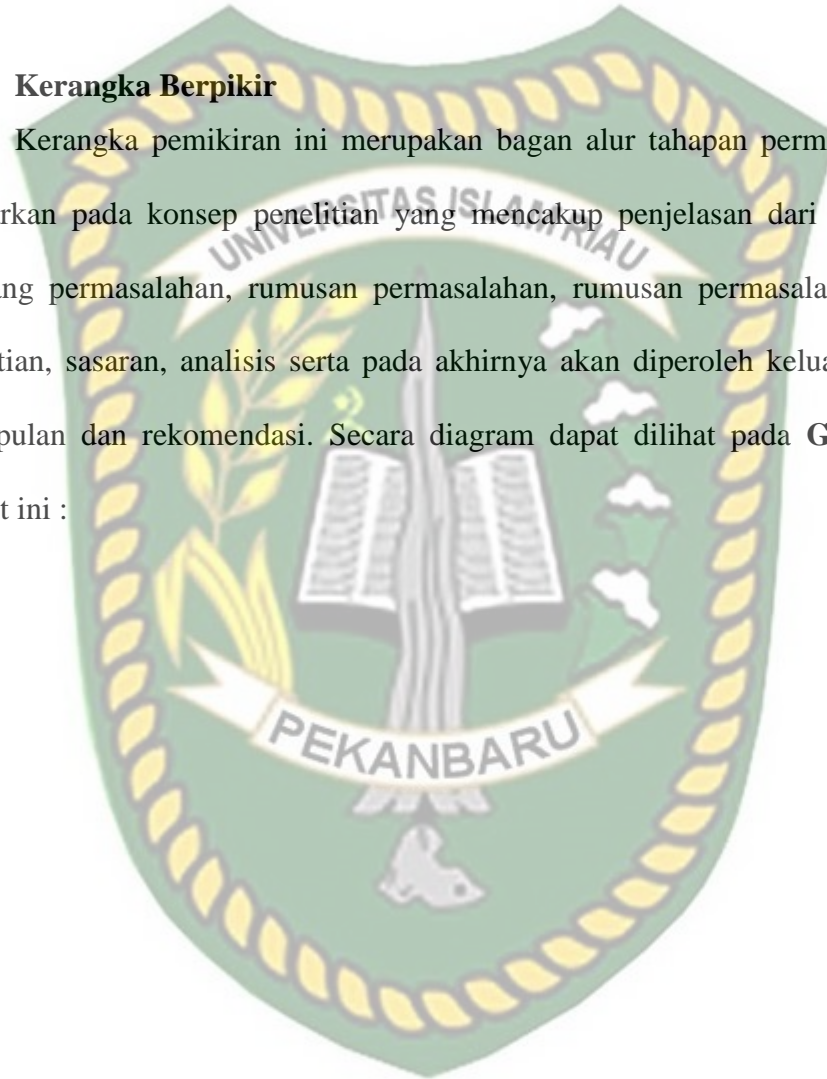 Kerangka Berpikir
Kerangka pemikiran ini merupakan bagan alur tahapan perm
rkan pada konsep penelitian yang mencakup penjelasan dari
UNIVERSITAS ISLAM RIAU
ang permasalahan, rumusan permasalahan, rumusan permasala
tian, sasaran, analisis serta pada akhirnya akan diperoleh kelua
pulan dan rekomendasi. Secara diagram dapat dilihat pada G
t ini :
PEKANBARU